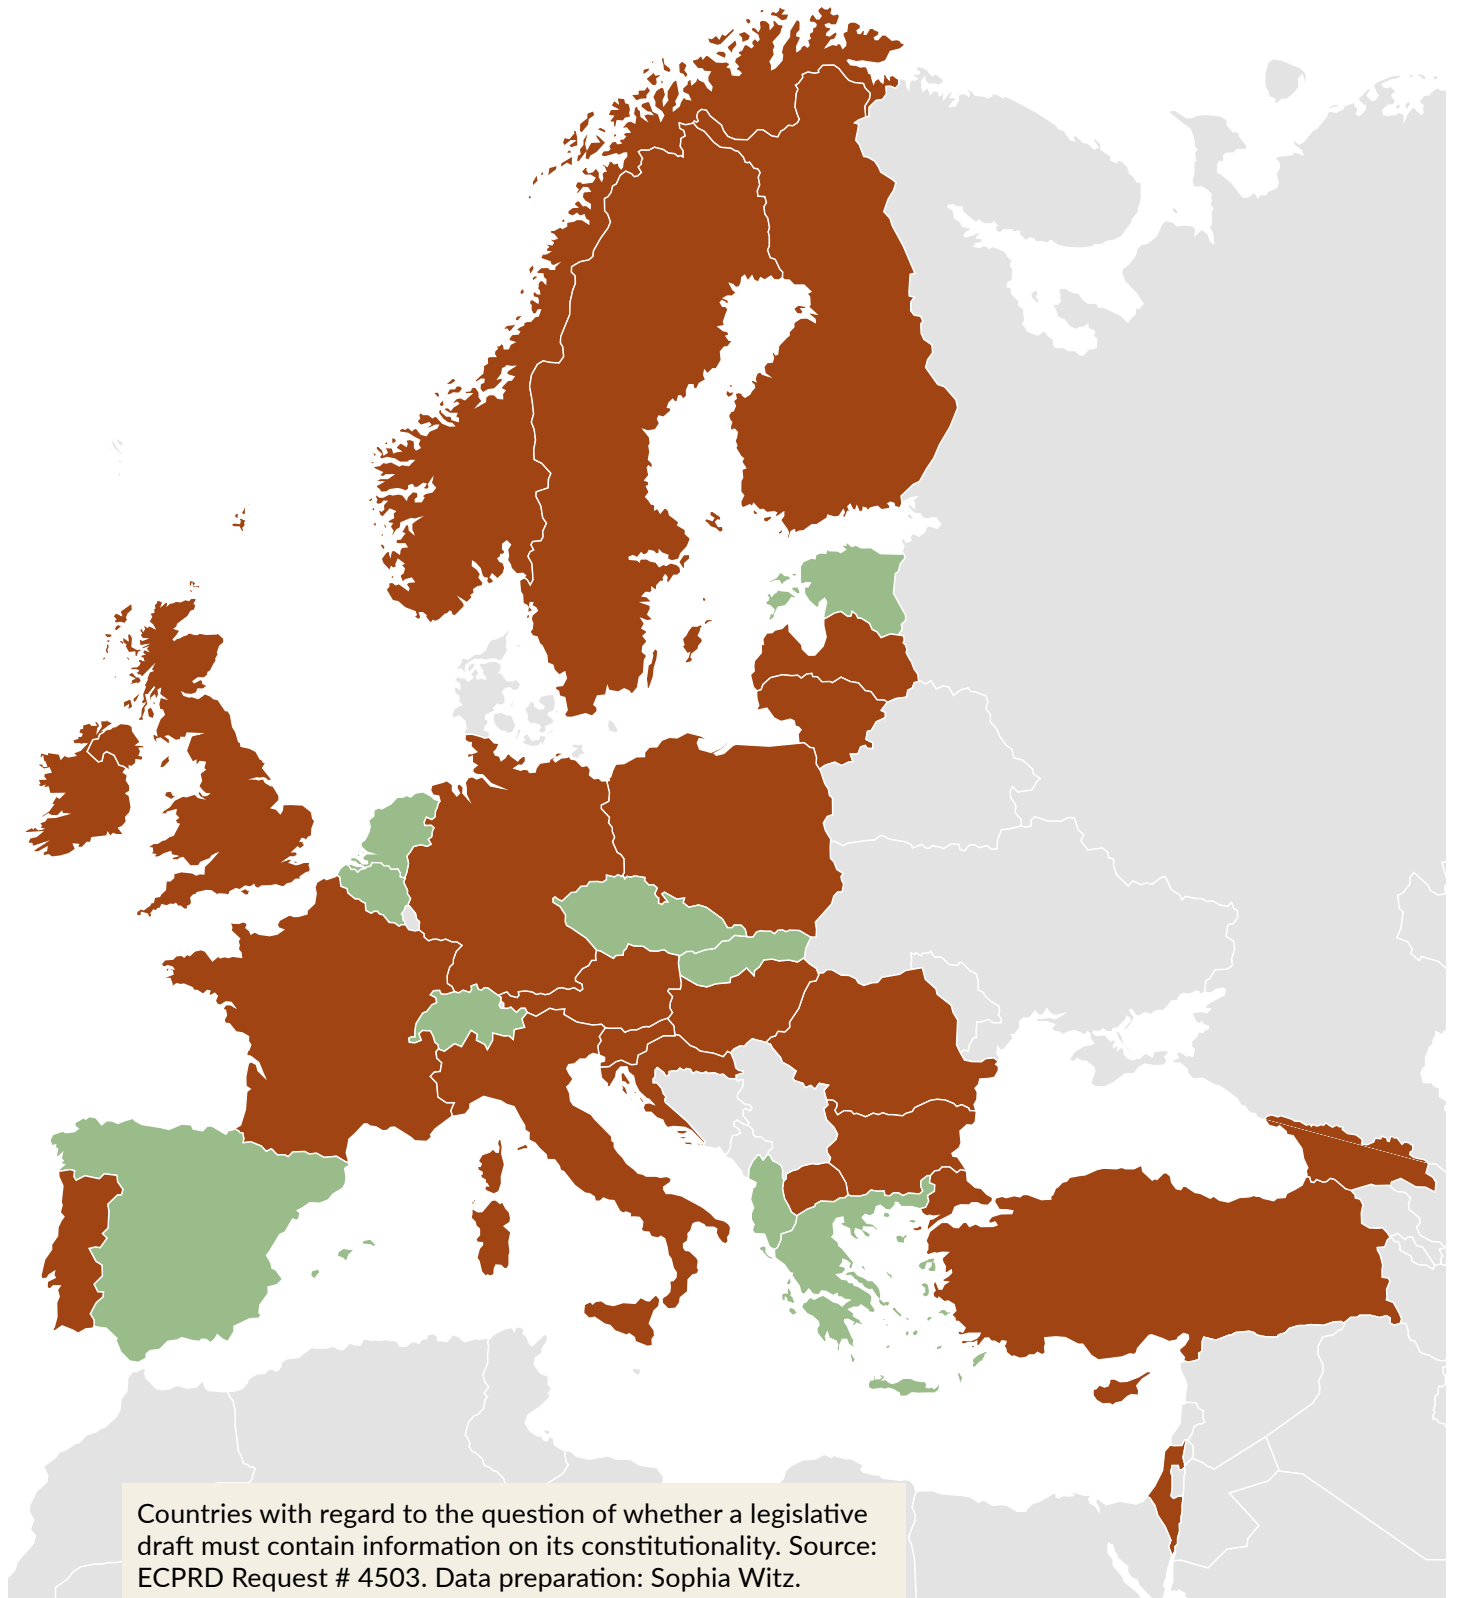 Countries with regard to the question of whether a legislative
draft must contain information on its constitutionality. Source:
ECPRD Request # 4503. Data preparation: Sophia Witz.